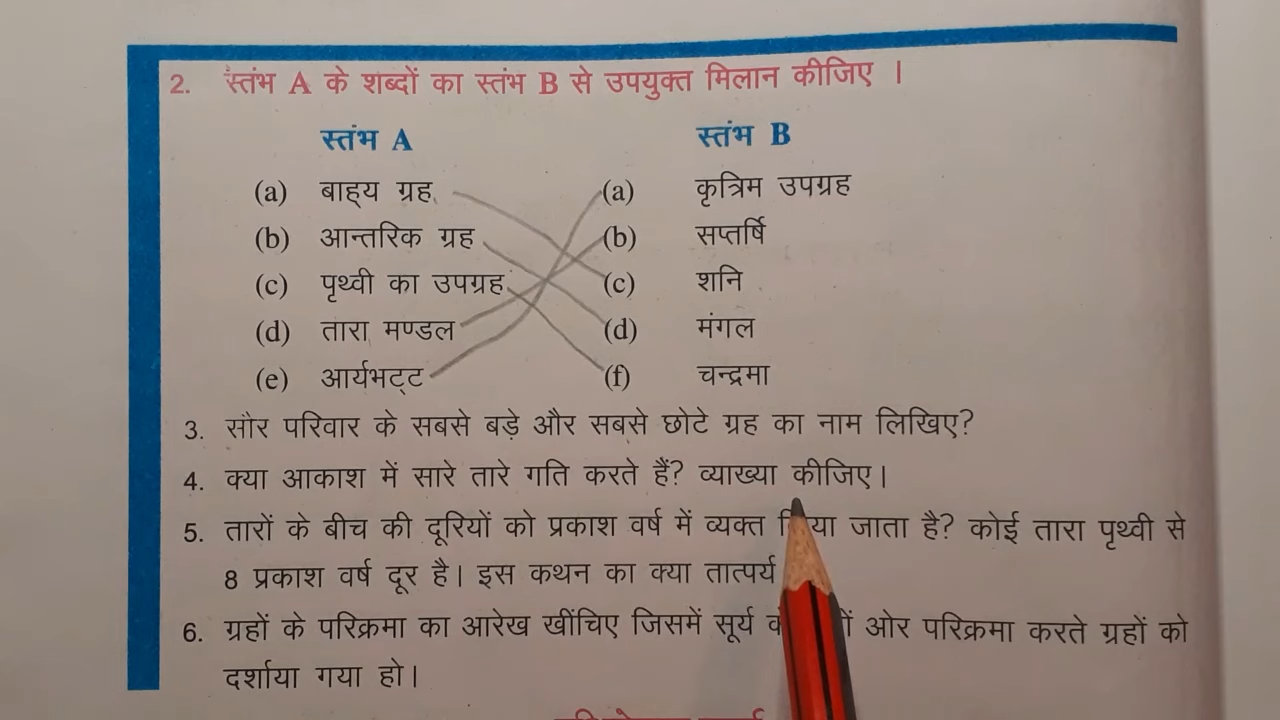 2. स्तंभ A के शब्दों का स्तंभ B से उपयुक्त मिलान कीजिए ।
स्तंभ A स्तंभ B
(a) बाह्य ग्रह (a) कृत्रिम उपग्रह
(b) आन्तरिक ग्रह (b) सप्तर्षि
(c) पृथ्वी का उपग्रह (c) शनि
(d) तारा मण्डल (d) मंगल
(e) आर्यभट्ट (f) चन्द्रमा
3. सौर परिवार के सबसे बड़े और सबसे छोटे ग्रह का नाम लिखिए?
4. क्या आकाश में सारे तारे गति करते हैं? व्याख्या कीजिए।
5. तारों के बीच की दूरियों को प्रकाश वर्ष में व्यक्त जाता है? कोई तारा पृथ्वी से
8 प्रकाश वर्ष दूर है। इस कथन का क्या तात्पर्य
6. ग्रहों के परिक्रमा का आरेख खींचिए जिसमें सूर्य ओर परिक्रमा करते ग्रहों को
दर्शाया गया हो।